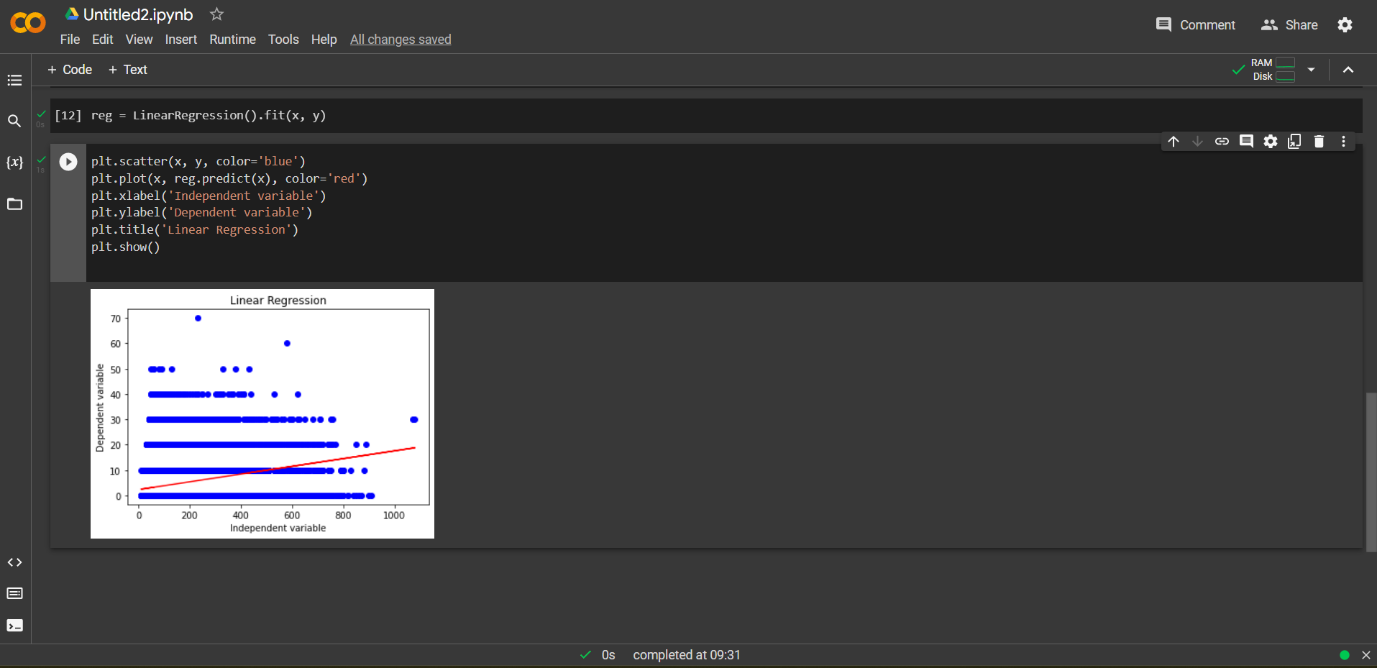 Untitled2.ipynb
Comment
Share
File Edit View Insert Runtime Tools Help All changes saved
+ Code + Text
RAM
Disk
0s
[12] reg = LinearRegression().fit(x, y)
{x}
1s
plt.scatter(x, y, color='blue')
plt.plot(x, reg.predict(x), color='red')
plt.xlabel('Independent variable')
plt.ylabel('Dependent variable')
plt.title('Linear Regression')
plt.show()
Linear Regression
70
60
50
40
30
20
10
0
Dependent variable
0 200 400 600 800 1000
Independent variable
0s completed at 09:31